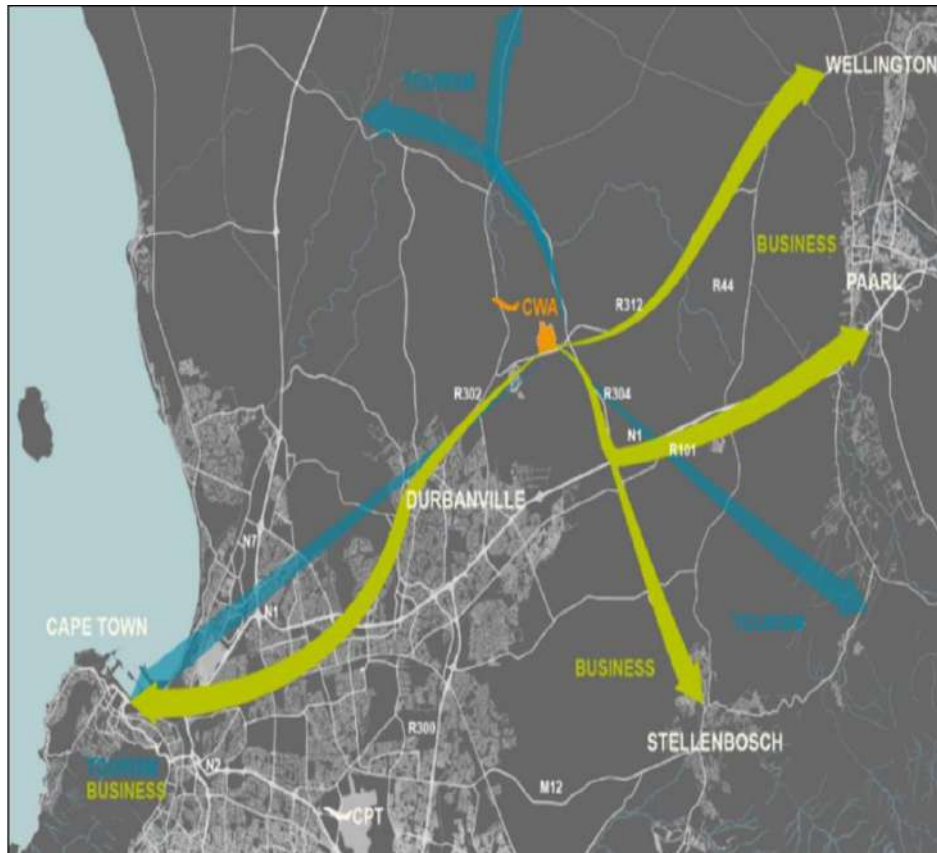 TOURISM
WELLINGTON
BUSINESS
PAARL
R44
CWA
R312
R302
R304
N1
R101
DURBANVILLE
N7
N1
CAPE TOWN
TOURISM
BUSINESS
STELLENBOSCH
R300
TOURISM
BUSINESS
N2
M12
CPT